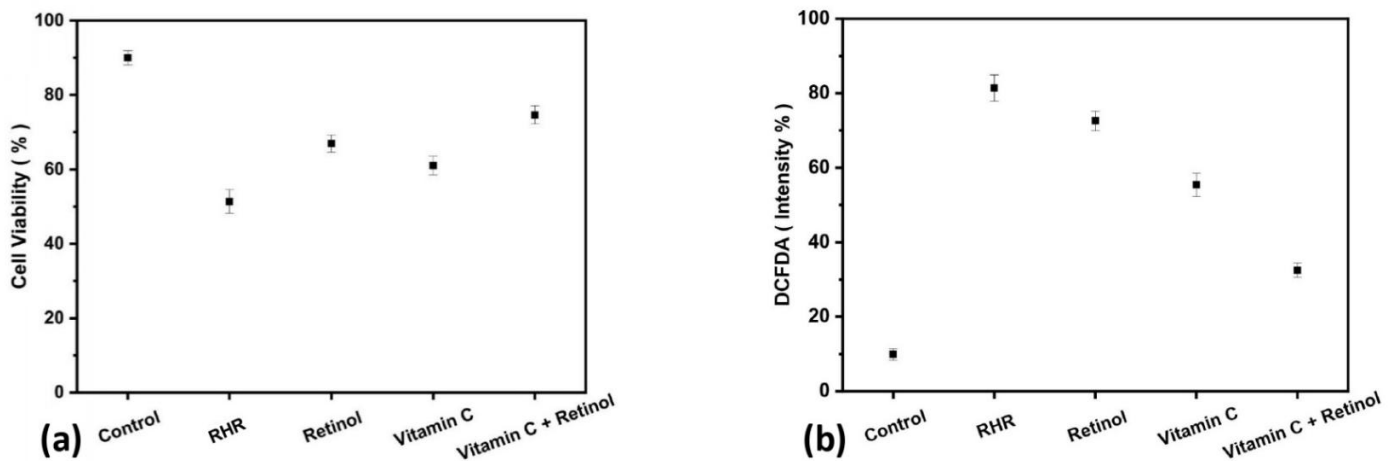 Cell Viability ( % )
100
80
60
40
20
0
Control
RHR
Retinol
Vitamin C
Vitamin C + Retinol
(a)
DCFDA ( Intensity % )
100
80
60
40
20
0
Control
RHR
Retinol
Vitamin C
Vitamin C + Retinol
(b)